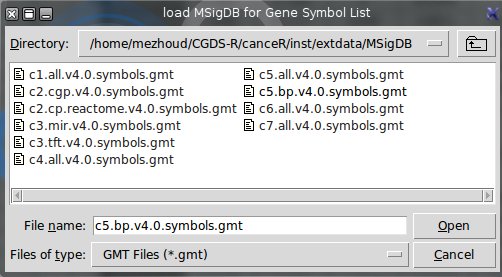 load MSigDB for Gene Symbol List
Directory: /home/mezhoud/CGDS-R/canceR/inst/extdata/MSigDB
c1.all.v4.0.symbols.gmt
c2.cgp.v4.0.symbols.gmt
c2.cp.reactome.v4.0.symbols.gmt
c3.mir.v4.0.symbols.gmt
c3.tft.v4.0.symbols.gmt
c4.all.v4.0.symbols.gmt
c5.all.v4.0.symbols.gmt
c5.bp.v4.0.symbols.gmt
c6.all.v4.0.symbols.gmt
c7.all.v4.0.symbols.gmt
File name: c5.bp.v4.0.symbols.gmt Open
Files of type: GMT Files (*.gmt) Cancel